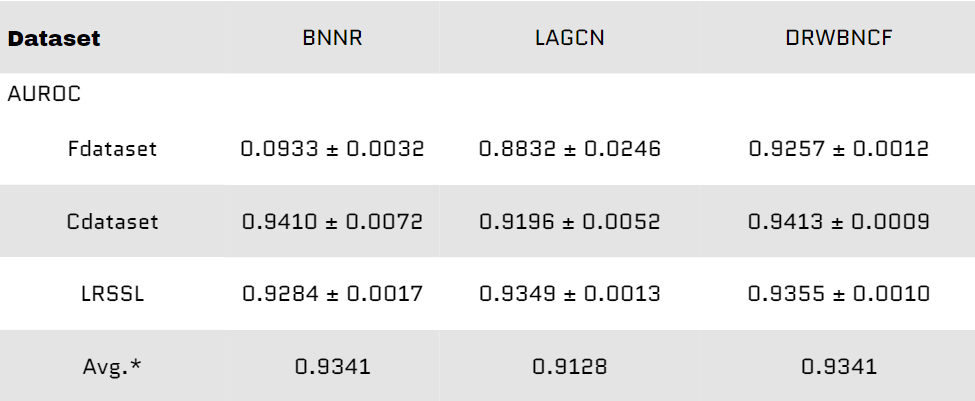 Dataset BNNR LAGCN DRWBNCF
AUROC
Fdataset 0.0933 ± 0.0032 0.8832 ± 0.0246 0.9257 ± 0.0012
Cdataset 0.9410 ± 0.0072 0.9196 ± 0.0052 0.9413 ± 0.0009
LRSSL 0.9284 ± 0.0017 0.9349 ± 0.0013 0.9355 ± 0.0010
Avg.* 0.9341 0.9128 0.9341